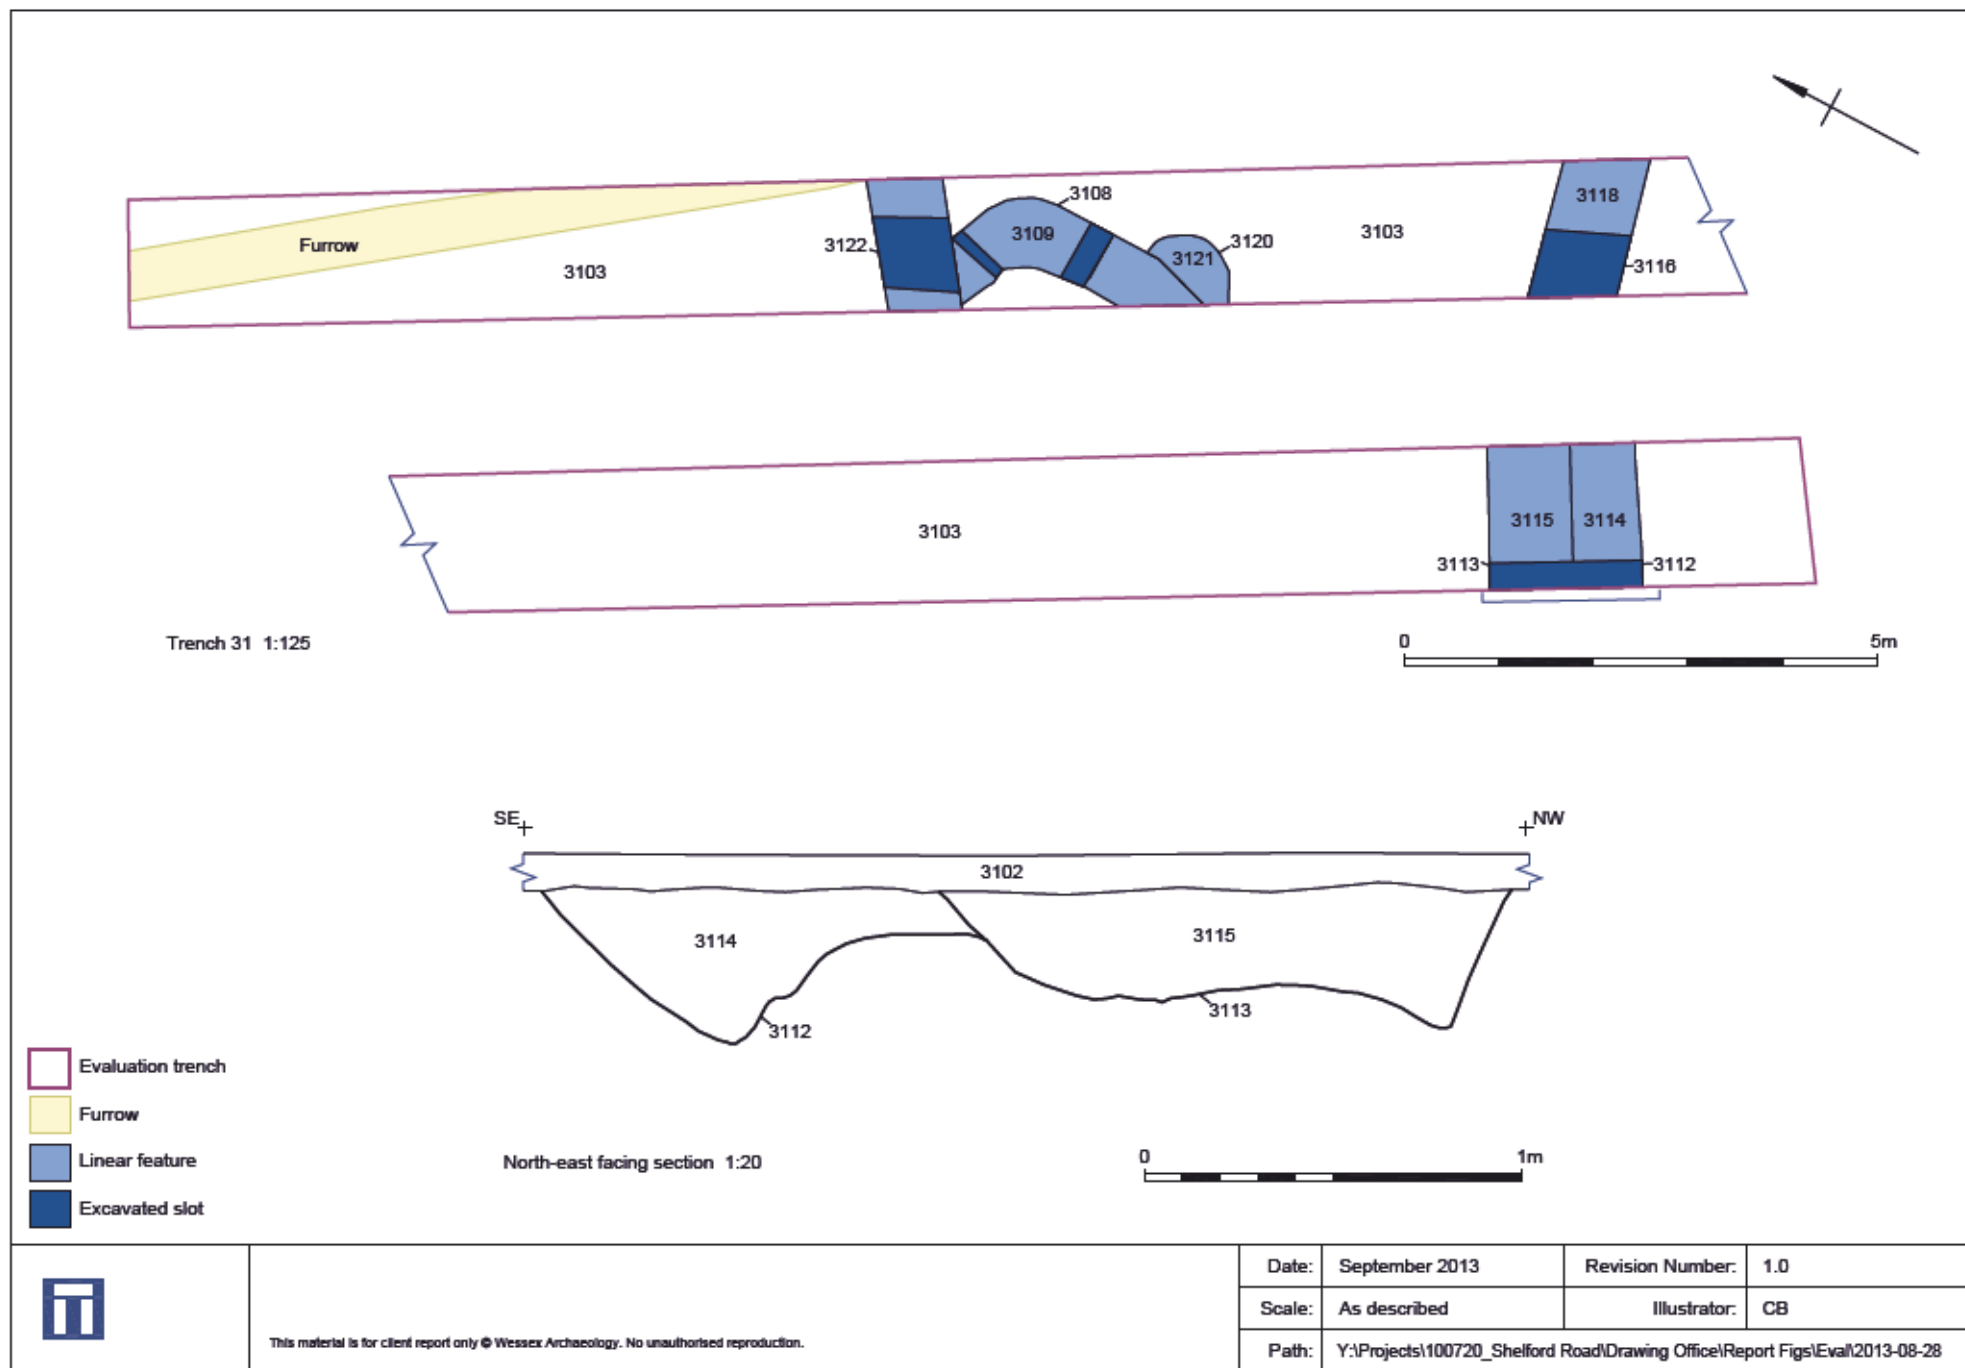 3108
3118
3109
3120
3122
3121
3103
Furrow
3103
3116
3103
3115
3114
3113
3112
Trench 31 1:125
0 5m
SE
NW
3102
3114
3115
3112
3113
Evaluation trench
Furrow
Linear feature
Excavated slot
North-east facing section 1:20
0 1m
Date: September 2013 Revision Number: 1.0
Scale: As described Illustrator: CB
Path: Y:\Projects\100720_Shelford Road\Drawing Office\Report Figs\Eval\2013-08-28
This material is for client report only © Wessex Archaeology. No unauthorised reproduction.